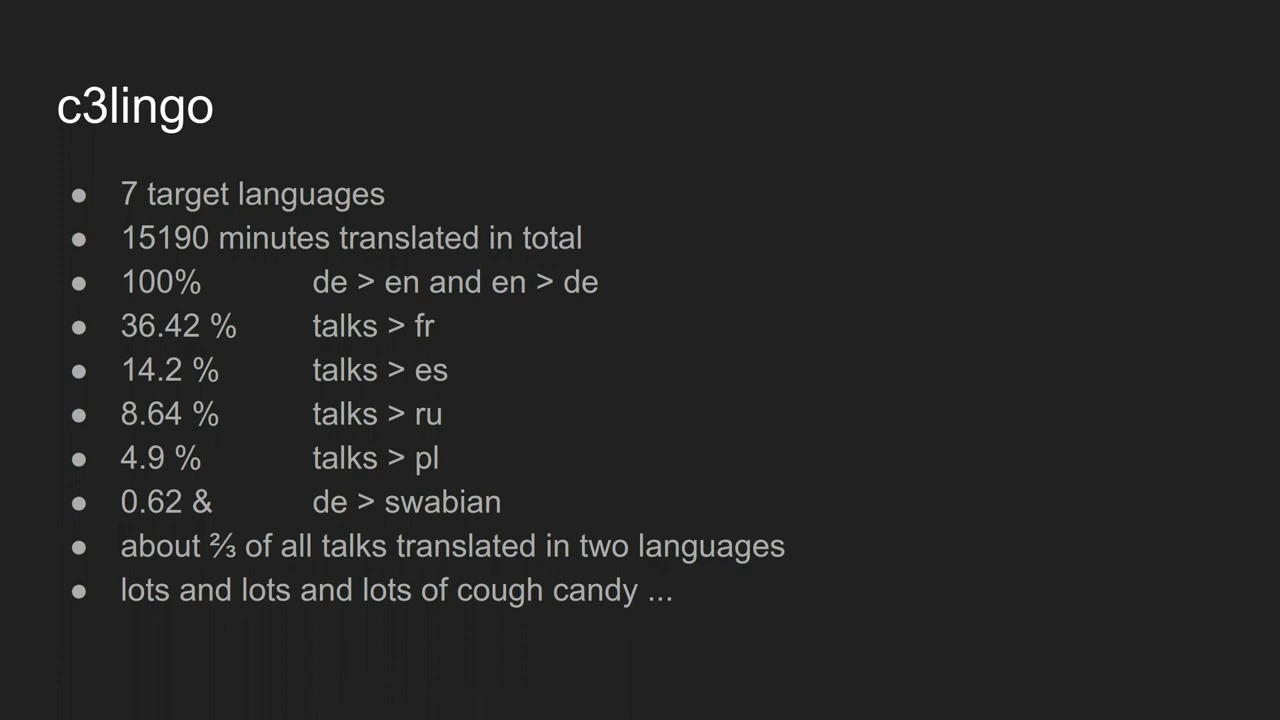 c3lingo
● 7 target languages
● 15190 minutes translated in total
● 100% de > en and en > de
● 36.42 % talks > fr
● 14.2 % talks > es
● 8.64 % talks > ru
● 4.9 % talks > pl
● 0.62 & de > swabian
● about ⅔ of all talks translated in two languages
● lots and lots and lots of cough candy ...